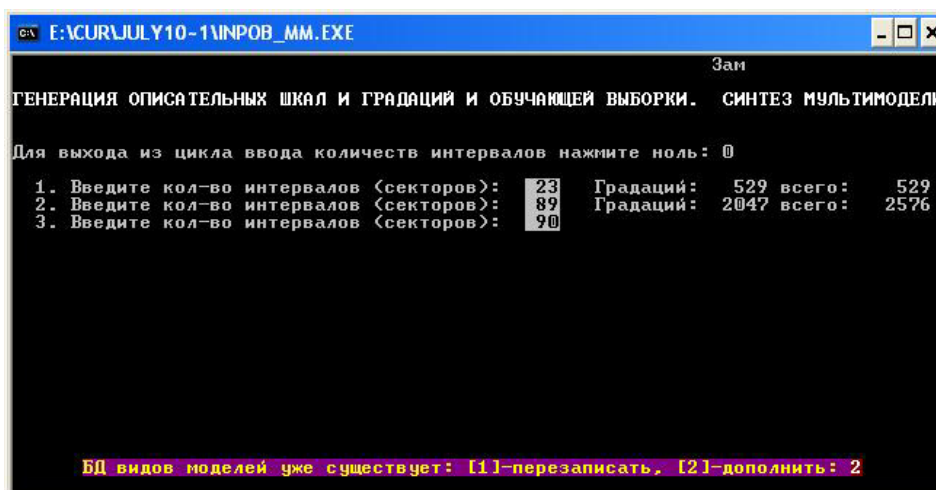 E:\CUR\JULY10~1\INPOB_MM.EXE
Зам
ГЕНЕРАЦИЯ ОПИСАТЕЛЬНЫХ ШКАЛ И ГРАДАЦИЙ И ОБУЧАЮЩЕЙ ВЫБОРКИ. СИНТЕЗ МУЛЬТИМОДЕЛИ
Для выхода из цикла ввода количеств интервалов нажмите ноль: 0
1. Введите кол-во интервалов (секторов): 23 Градаций: 529 всего: 529
2. Введите кол-во интервалов (секторов): 89 Градаций: 2047 всего: 2576
3. Введите кол-во интервалов (секторов): 90
БД видов моделей уже существует: [1]-перезаписать, [2]-дополнить: 2